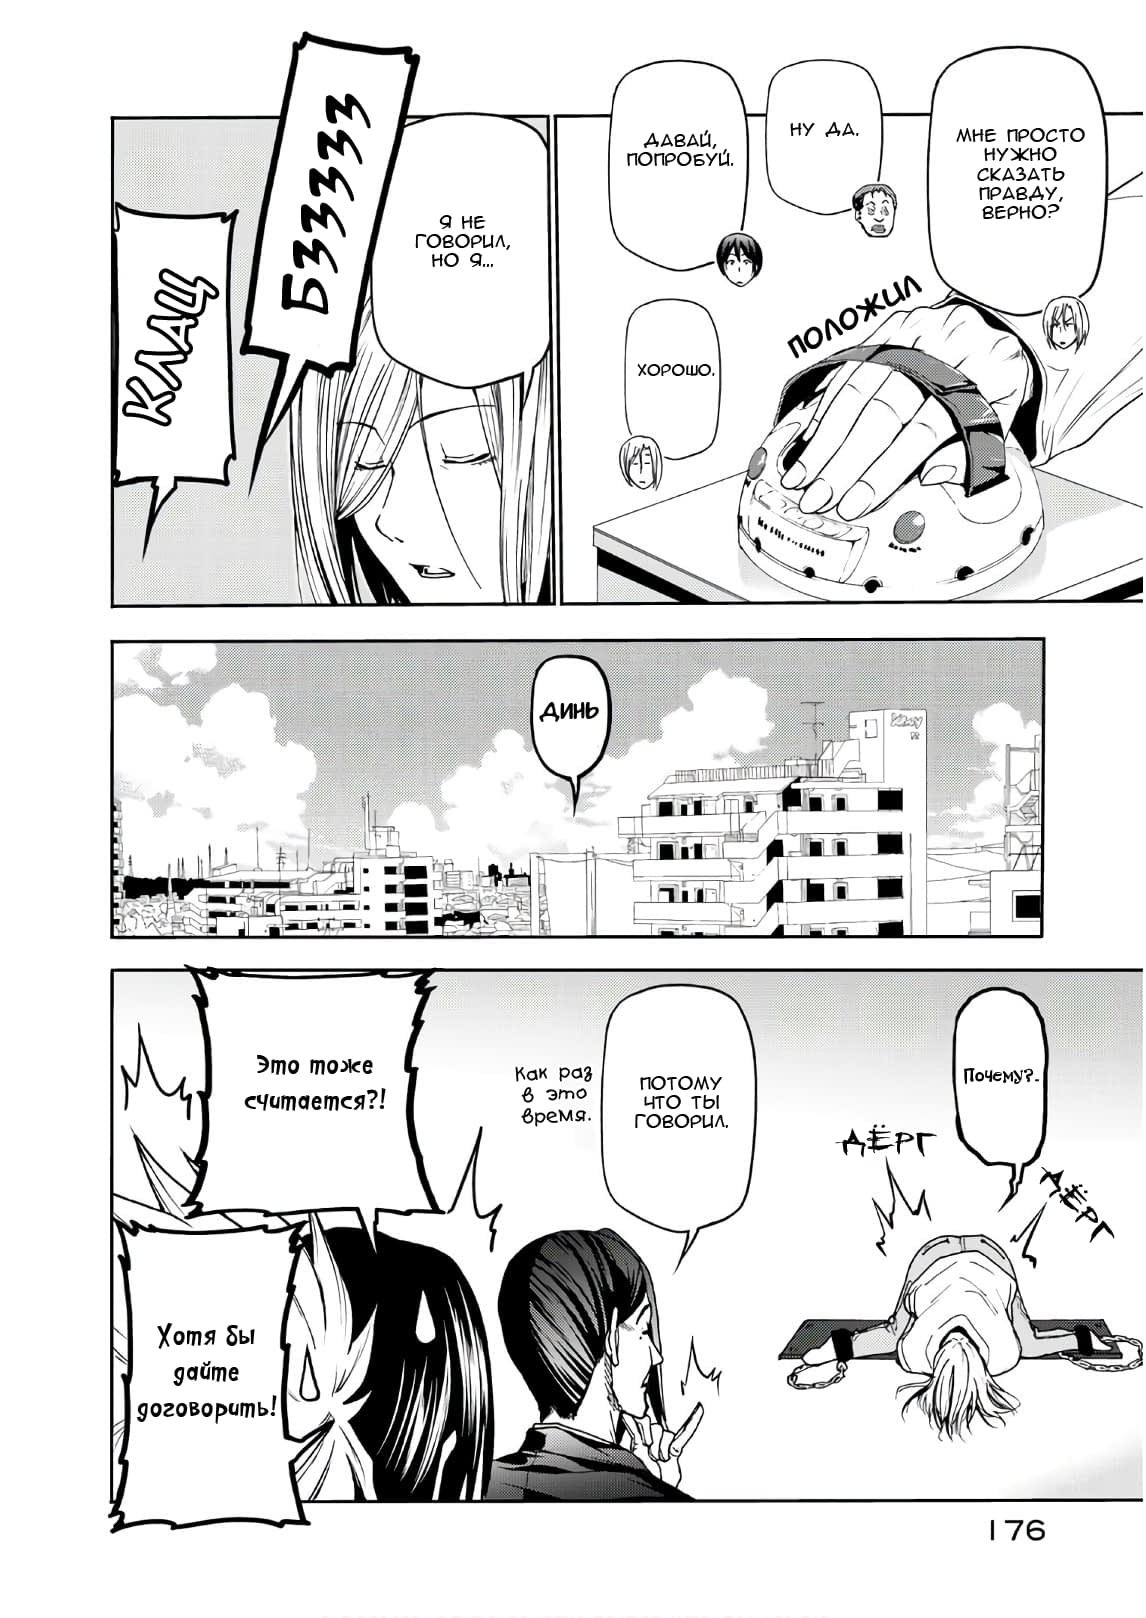 МНЕ ПРОСТО
НУЖНО
СКАЗАТЬ
ПРАВДУ,
ВЕРНО?
НУ ДА.
ДАВАЙ,
ПОПРОБУЙ.
ХОРОШО.
ПОЛОЖИЛ
Я НЕ
ГОВОРИЛ,
НО Я...
БЗЗЗЗ
КЛАЦ
ДИНЬ
Почему?..
ДЁРГ
ДЁРГ
ПОТОМУ
ЧТО ТЫ
ГОВОРИЛ.
Как раз
в это
время.
Это тоже
считается?!
Хотя бы
дайте
договорить!
176